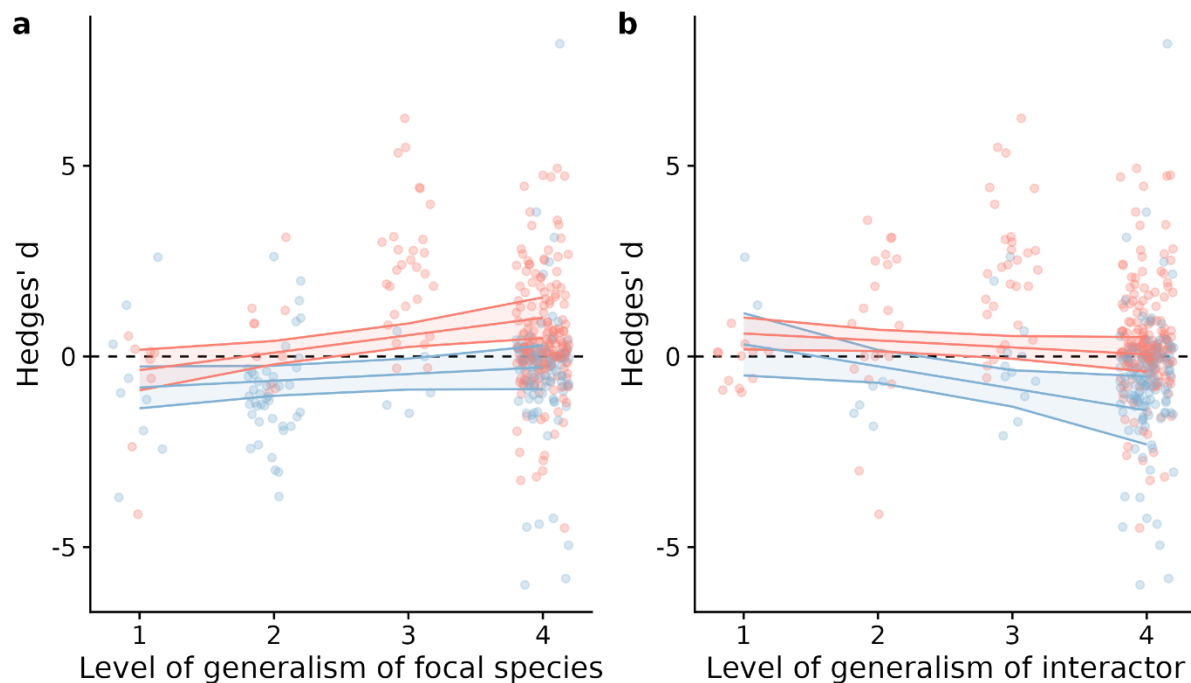 a
Hedges' d
5
0
-5
1 2 3 4
Level of generalism of focal species
b
Hedges' d
5
0
-5
1 2 3 4
Level of generalism of interactor